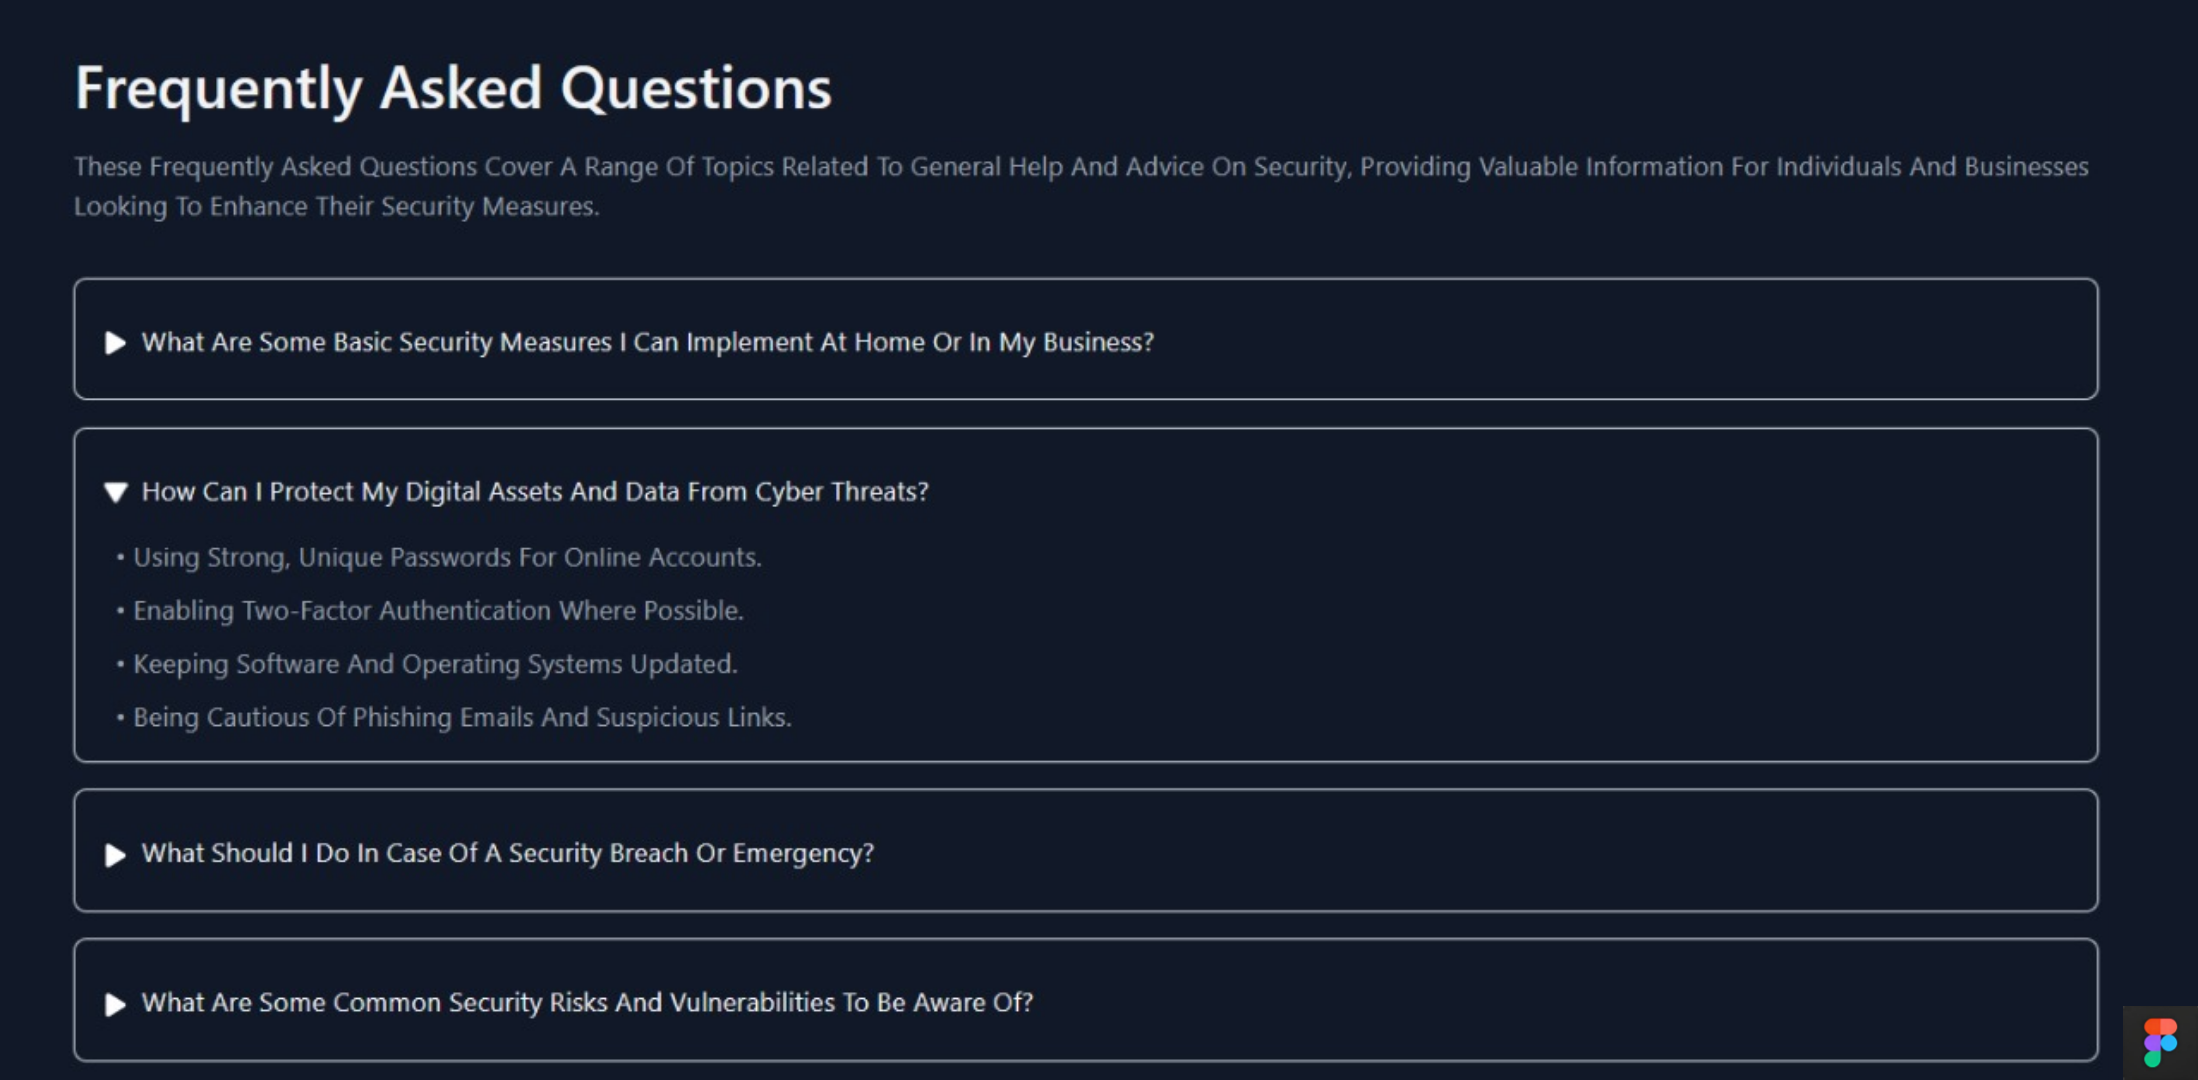 Frequently Asked Questions
These Frequently Asked Questions Cover A Range Of Topics Related To General Help And Advice On Security, Providing Valuable Information For Individuals And Businesses
Looking To Enhance Their Security Measures.
What Are Some Basic Security Measures I Can Implement At Home Or In My Business?
How Can I Protect My Digital Assets And Data From Cyber Threats?
• Using Strong, Unique Passwords For Online Accounts.
• Enabling Two-Factor Authentication Where Possible.
• Keeping Software And Operating Systems Updated.
• Being Cautious Of Phishing Emails And Suspicious Links.
What Should I Do In Case Of A Security Breach Or Emergency?
What Are Some Common Security Risks And Vulnerabilities To Be Aware Of?